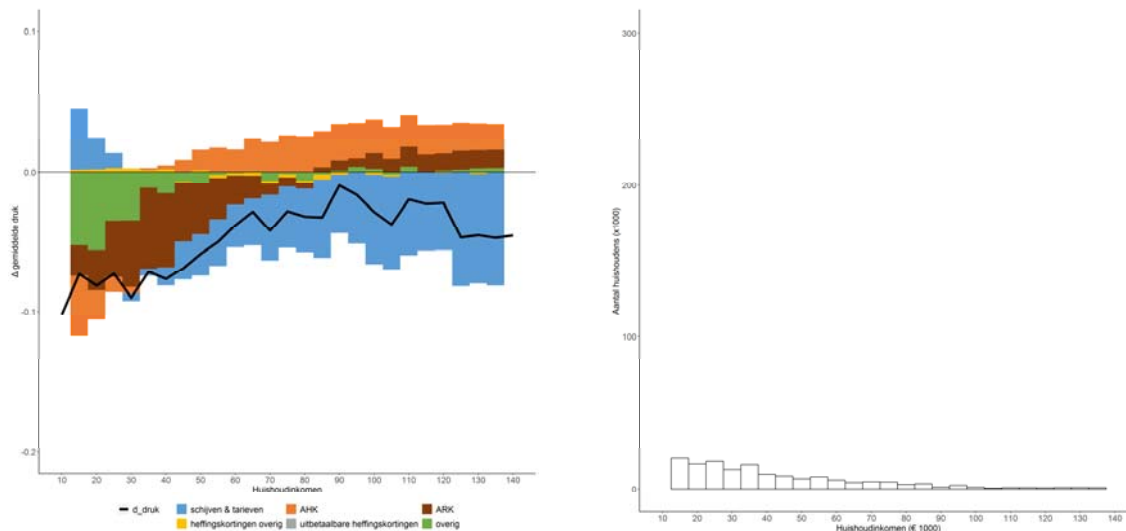 0.1
0.0
-0.1
-0.2
Δ gemiddelde druk
10 20 30 40 50 60 70 80 90 100 110 120 130 140
Huishoudinkomen
d_druk schijven & tarieven AHK ARK
heffingskortingen overig uitbetaalbare heffingskortingen overig
300
200
100
0
Aantal huishoudens (x1000)
10 20 30 40 50 60 70 80 90 100 110 120 130 140
Huishoudinkomen (€ 1000)